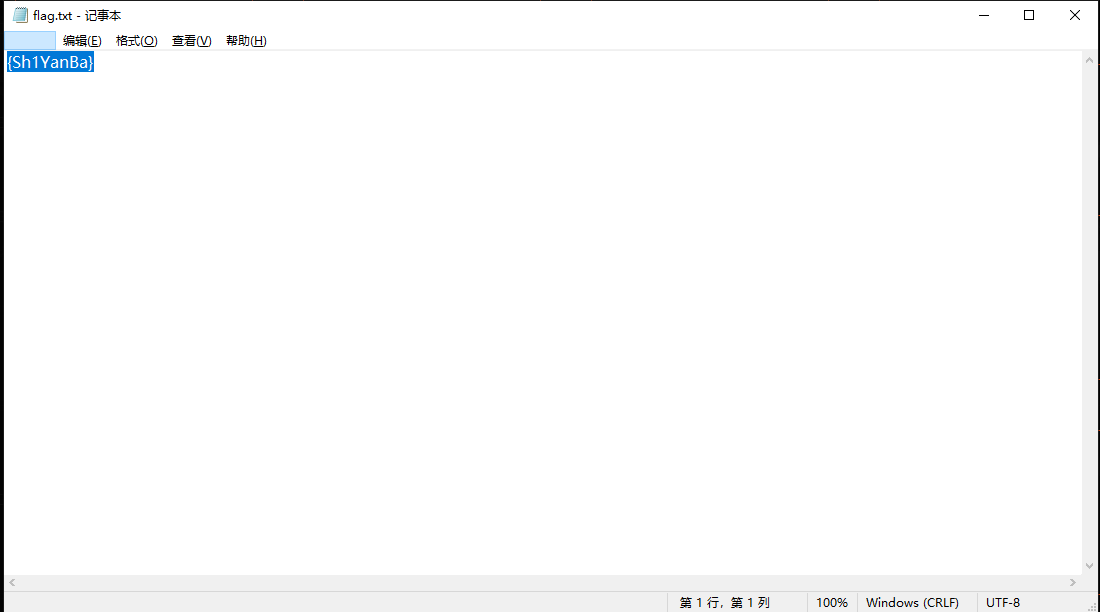 flag.txt - 记事本
编辑(E) 格式(O) 查看(V) 帮助(H)
{Sh1YanBa}
第 1 行，第 1 列 100% Windows (CRLF) UTF-8